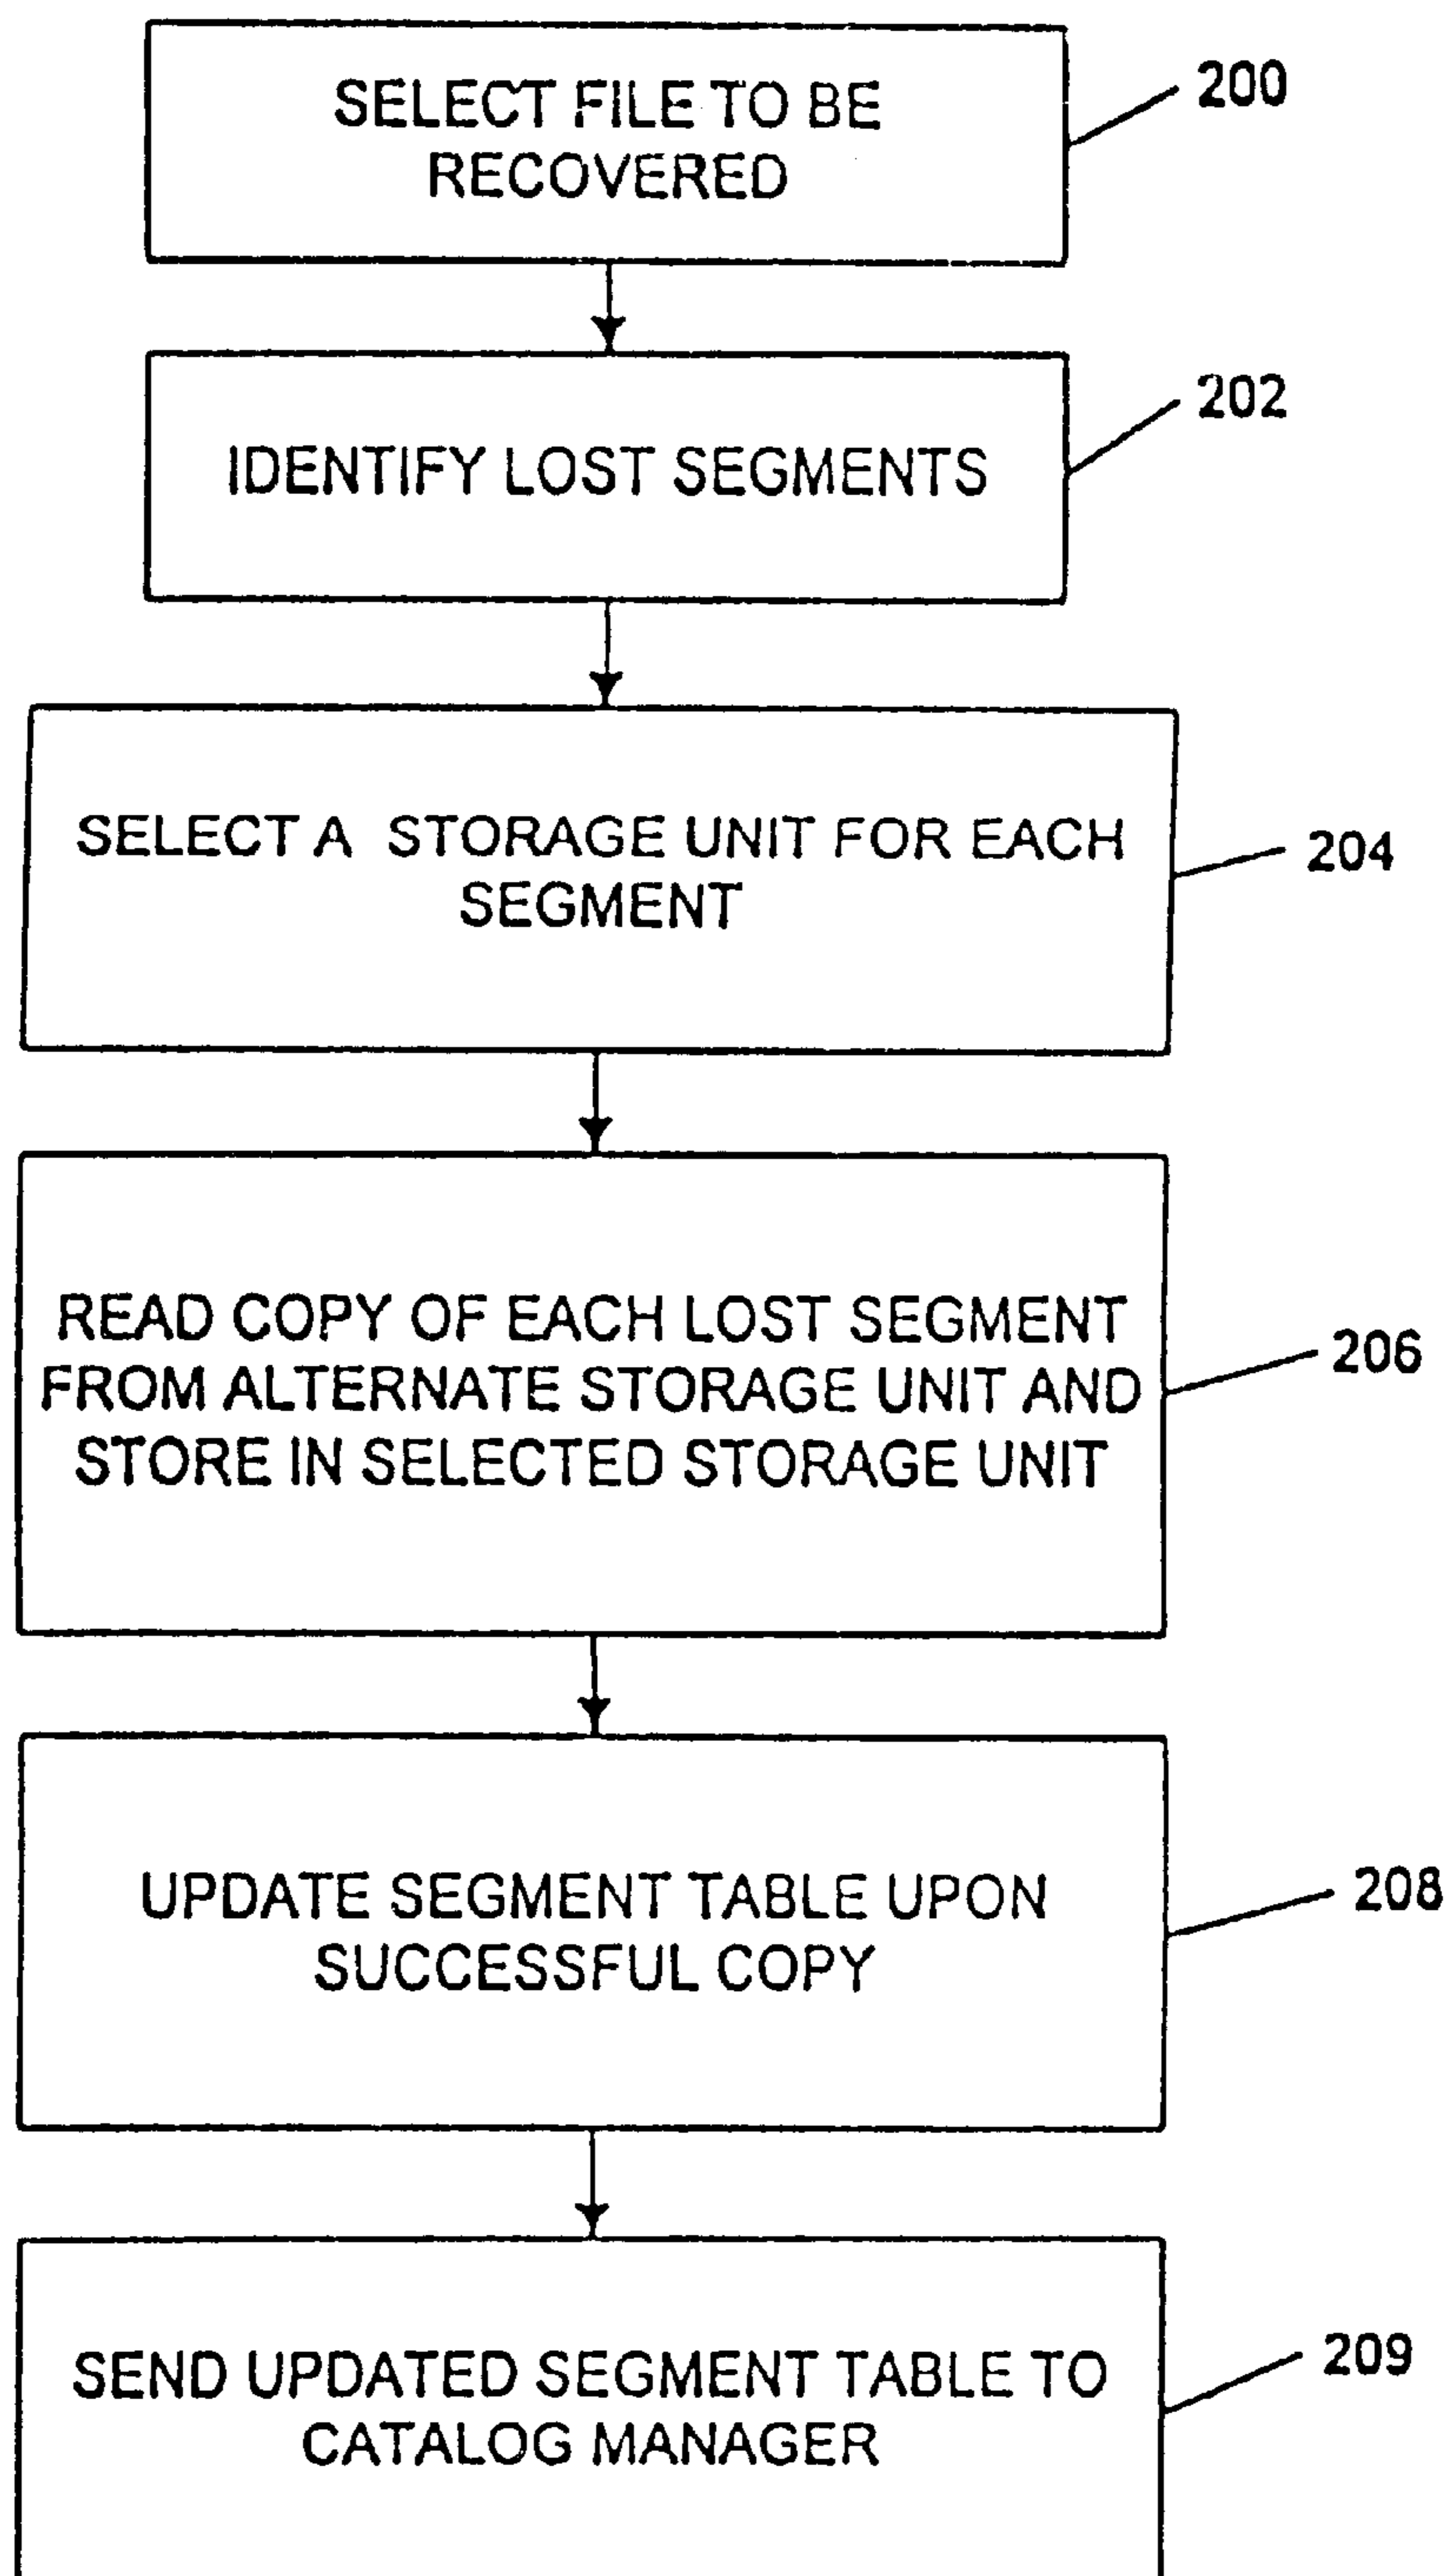 SELECT FILE TO BE
RECOVERED
200
IDENTIFY LOST SEGMENTS
202
SELECT A STORAGE UNIT FOR EACH
SEGMENT
204
READ COPY OF EACH LOST SEGMENT
FROM ALTERNATE STORAGE UNIT AND
STORE IN SELECTED STORAGE UNIT
206
UPDATE SEGMENT TABLE UPON
SUCCESSFUL COPY
208
SEND UPDATED SEGMENT TABLE TO
CATALOG MANAGER
209